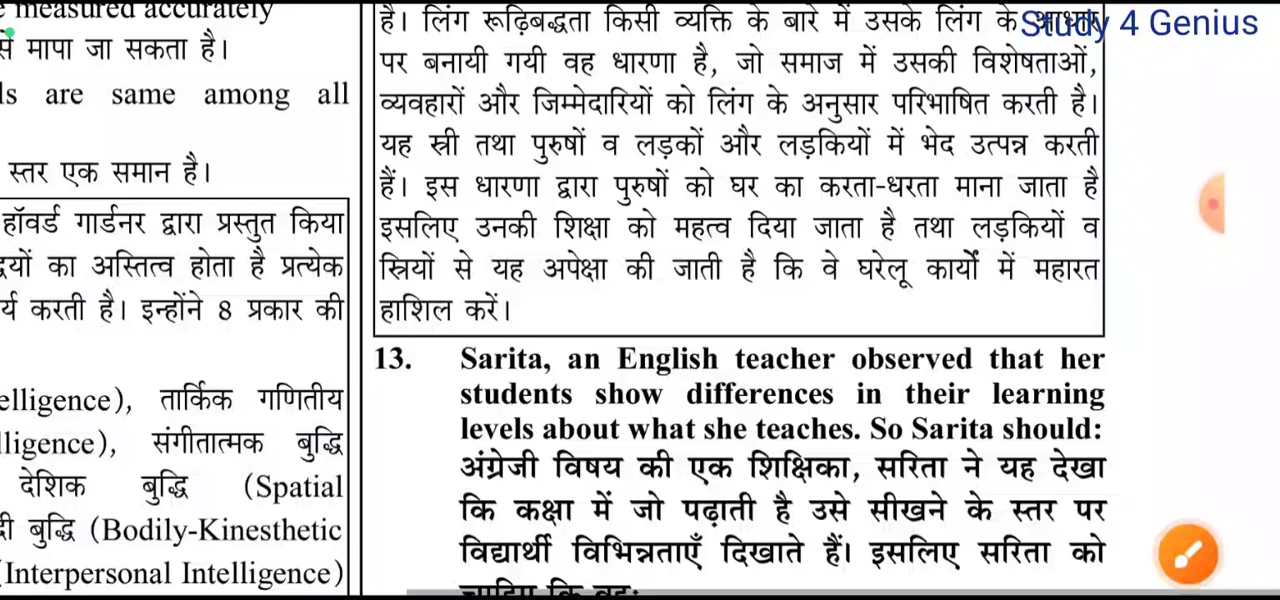 measured accurately
से मापा जा सकता है।
ls are same among all
स्तर एक समान है।
हॉवर्ड गार्डनर द्वारा प्रस्तुत किया
का अस्तित्व होता है प्रत्येक
करती है। इन्होंने 8 प्रकार की
elligence), तार्किक गणितीय
lligence), संगीतात्मक बुद्धि
देशिक बुद्धि (Spatial
बुद्धि (Bodily-Kinesthetic
(Interpersonal Intelligence)
है। लिंग रूढ़िबद्धता किसी व्यक्ति के बारे में उसके लिंग के आधार
Study 4 Genius
पर बनायी गयी वह धारणा है, जो समाज में उसकी विशेषताओं,
व्यवहारों और जिम्मेदारियों को लिंग के अनुसार परिभाषित करती है।
यह स्त्री तथा पुरुषों व लड़कों और लड़कियों में भेद उत्पन्न करती
हैं। इस धारणा द्वारा पुरुषों को घर का करता-धरता माना जाता है
इसलिए उनकी शिक्षा को महत्व दिया जाता है तथा लड़कियों व
स्त्रियों से यह अपेक्षा की जाती है कि वे घरेलू कार्यों में महारत
हाशिल करें।
13. Sarita, an English teacher observed that her
students show differences in their learning
levels about what she teaches. So Sarita should:
अंग्रेजी विषय की एक शिक्षिका, सरिता ने यह देखा
कि कक्षा में जो पढ़ाती है उसे सीखने के स्तर पर
विद्यार्थी विभिन्नताएँ दिखाते हैं। इसलिए सरिता को
चाहिए कि वह: